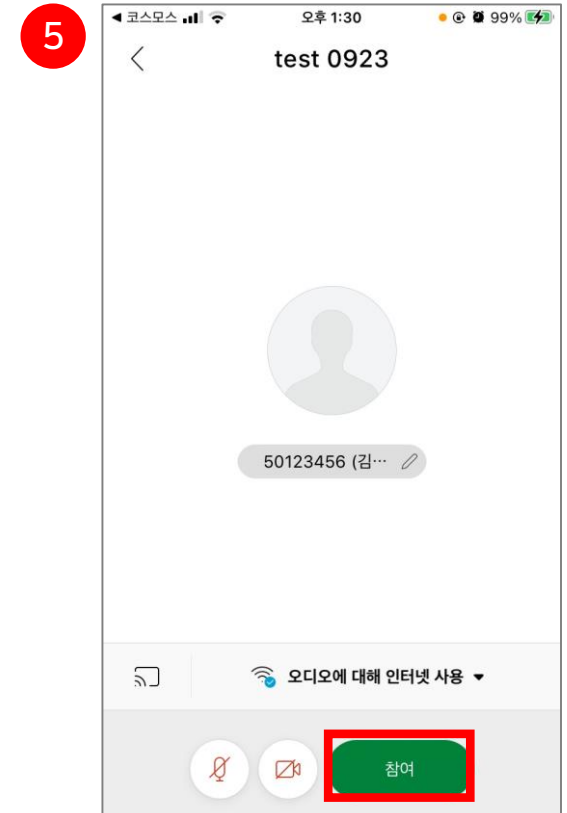 5
◀ 코스모스 오후 1:30 99%
test 0923
50123456 (김…
오디오에 대해 인터넷 사용
참여